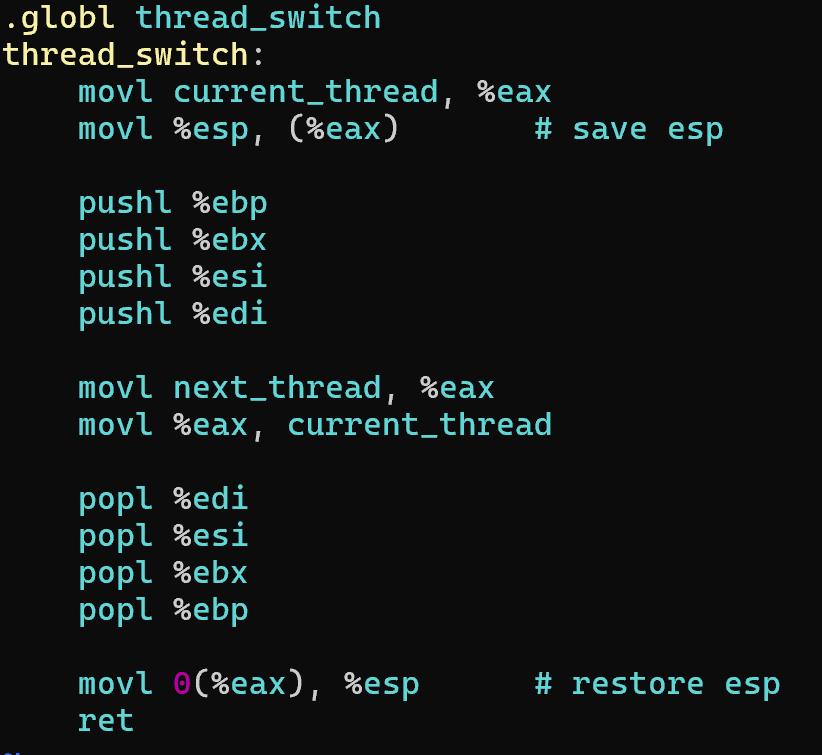 .globl thread_switch
thread_switch:
    movl current_thread, %eax
    movl %esp, (%eax)       # save esp
    pushl %ebp
    pushl %ebx
    pushl %esi
    pushl %edi
    movl next_thread, %eax
    movl %eax, current_thread
    popl %edi
    popl %esi
    popl %ebx
    popl %ebp
    movl 0(%eax), %esp      # restore esp
    ret